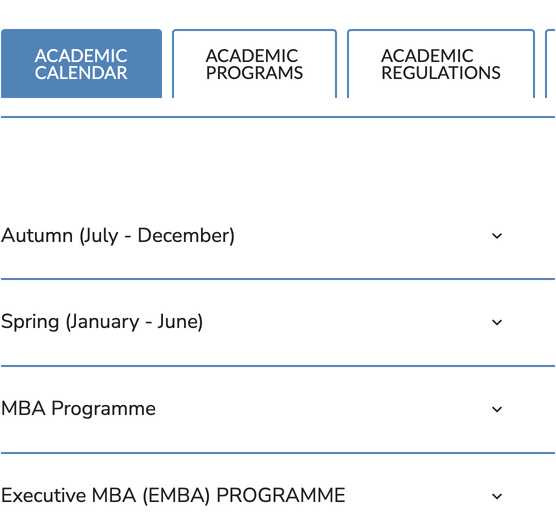 ACADEMIC
CALENDAR
ACADEMIC
PROGRAMS
ACADEMIC
REGULATIONS
Autumn (July - December)
Spring (January - June)
MBA Programme
Executive MBA (EMBA) PROGRAMME